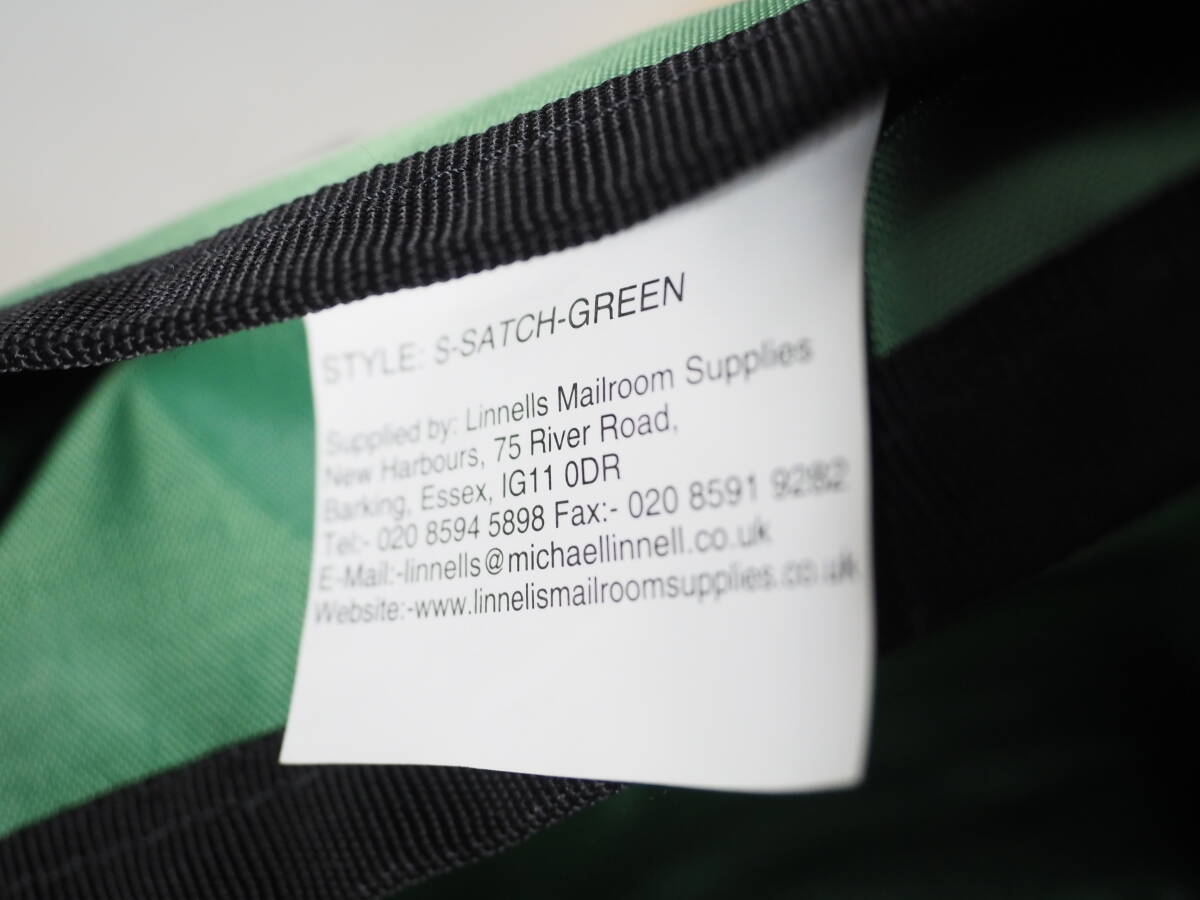 STYLE: S-SATCH-GREEN
Supplied by: Linnells Mailroom Supplies
New Harbours, 75 River Road,
Barking, Essex, IG11 0DR
Tel:- 020 8594 5898 Fax:- 020 8591 9282
E-Mail:-linnells@michaellinnell.co.uk
Website:-www.linnelismailroomsupplies.co.uk